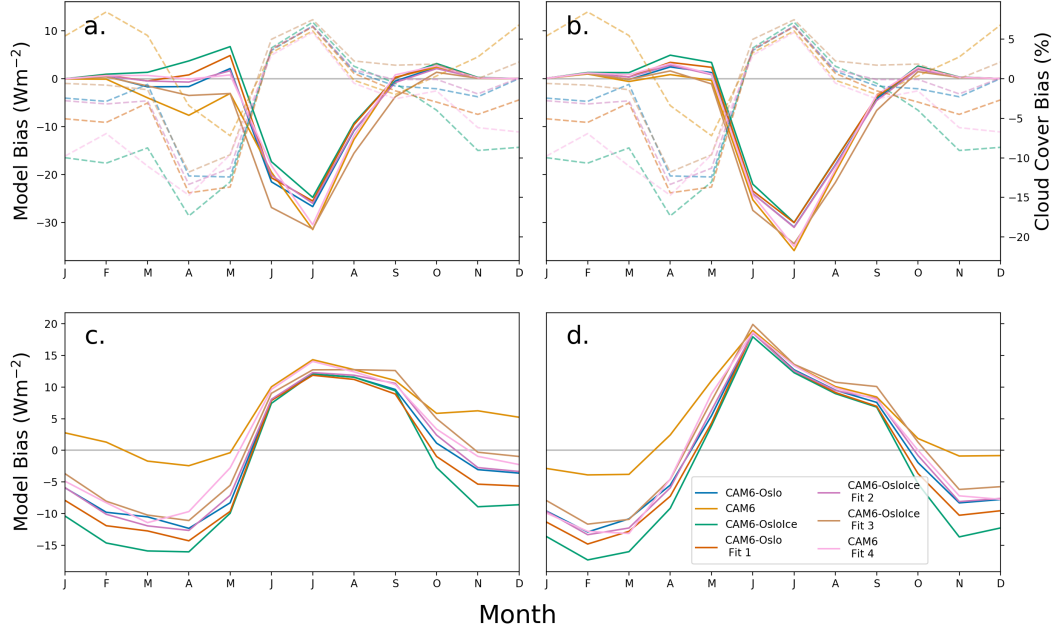 a.
b.
Model Bias (Wm−2)
10
0
−10
−20
−30
J F M A M J J A S O N D
J F M A M J J A S O N D
5
0
−5
−10
−15
−20
Cloud Cover Bias (%)
c.
d.
Model Bias (Wm−2)
20
15
10
5
0
−5
−10
−15
J F M A M J J A S O N D
J F M A M J J A S O N D
CAM6-Oslo
CAM6
CAM6-OsloIce
CAM6-Oslo
Fit 1
CAM6-OsloIce
Fit 2
CAM6-OsloIce
Fit 3
CAM6
Fit 4
Month